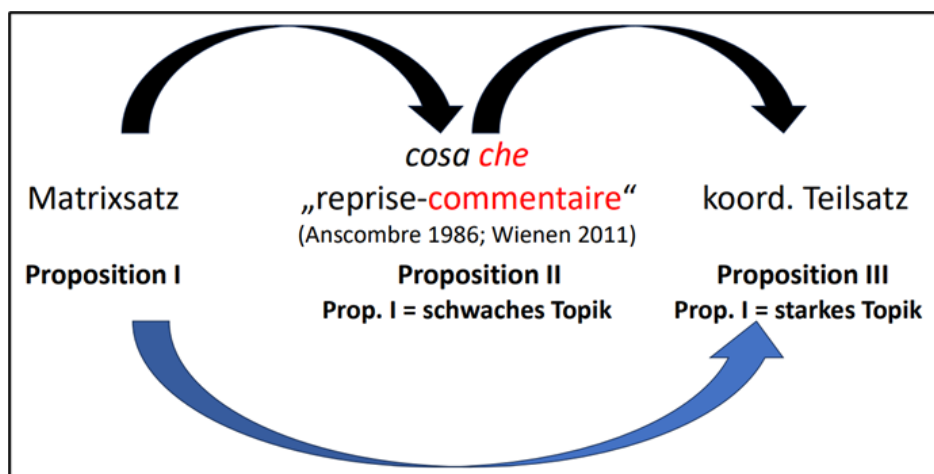 cosa che
Matrixsatz
„reprise-commentaire“
(Anscombre 1986; Wienen 2011)
koord. Teilsatz
Proposition I
Proposition II
Prop. I = schwaches Topik
Proposition III
Prop. I = starkes Topik